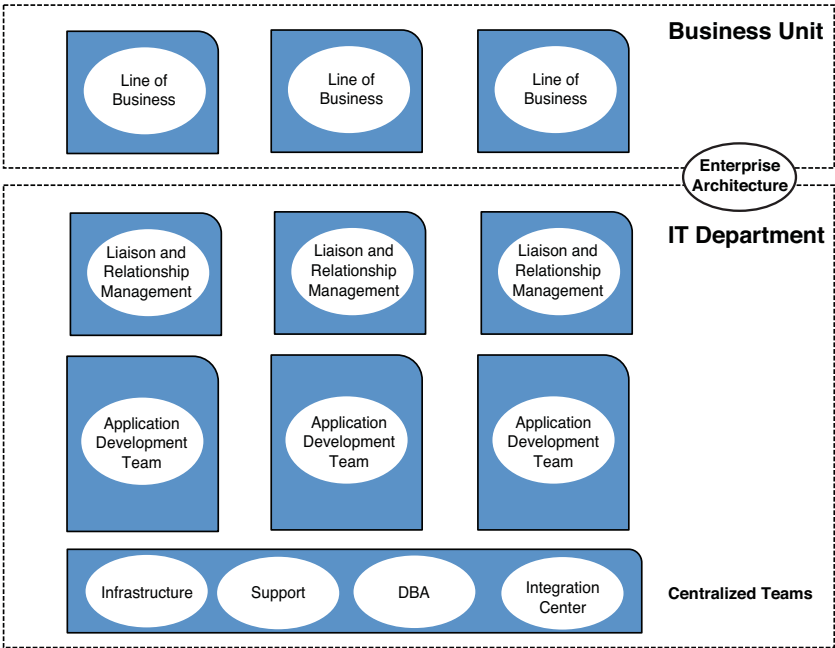 Business Unit
Line of
Business
Line of
Business
Line of
Business
Enterprise
Architecture
IT Department
Liaison and
Relationship
Management
Liaison and
Relationship
Management
Liaison and
Relationship
Management
Application
Development
Team
Application
Development
Team
Application
Development
Team
Infrastructure
Support
DBA
Integration
Center
Centralized Teams